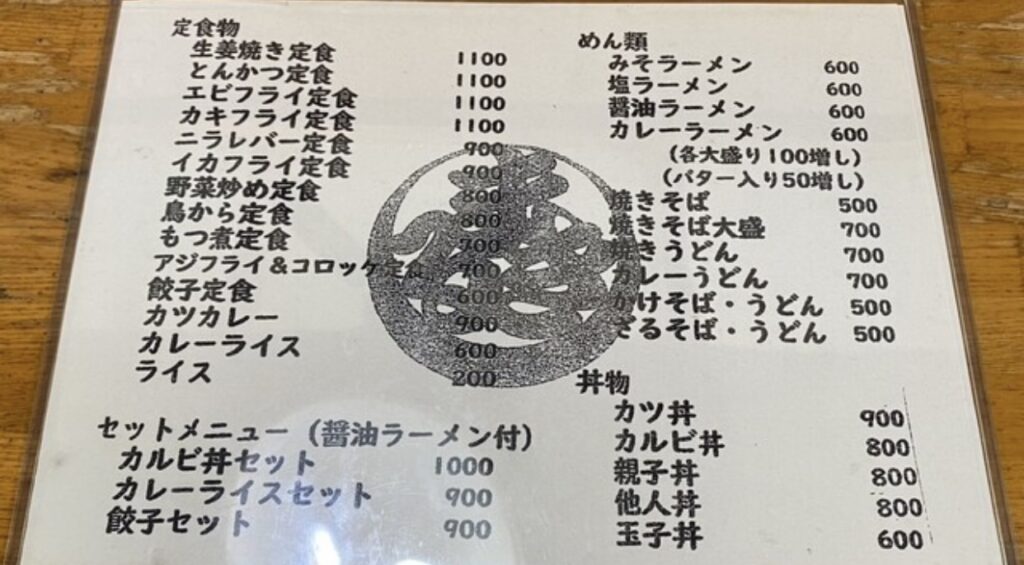 定食物
生姜焼き定食 1100
とんかつ定食 1100
エビフライ定食 1100
カキフライ定食 1100
ニラレバー定食 900
イカフライ定食 900
野菜炒め定食 800
鳥から定食 800
もつ煮定食 700
アジフライ&コロッケ定食 700
餃子定食 600
カツカレー 900
カレーライス 600
ライス 200
セットメニュー(醤油ラーメン付)
カルビ丼セット 1000
カレーライスセット 900
餃子セット 900
めん類
みそラーメン 600
塩ラーメン 600
醤油ラーメン 600
カレーラーメン 600
(各大盛り100増し)
(バター入り50増し)
焼きそば 500
焼きそば大盛 700
焼きうどん 700
カレーうどん 700
かけそば・うどん 500
ざるそば・うどん 500
丼物
カツ丼 900
カルビ丼 800
親子丼 800
他人丼 800
玉子丼 600